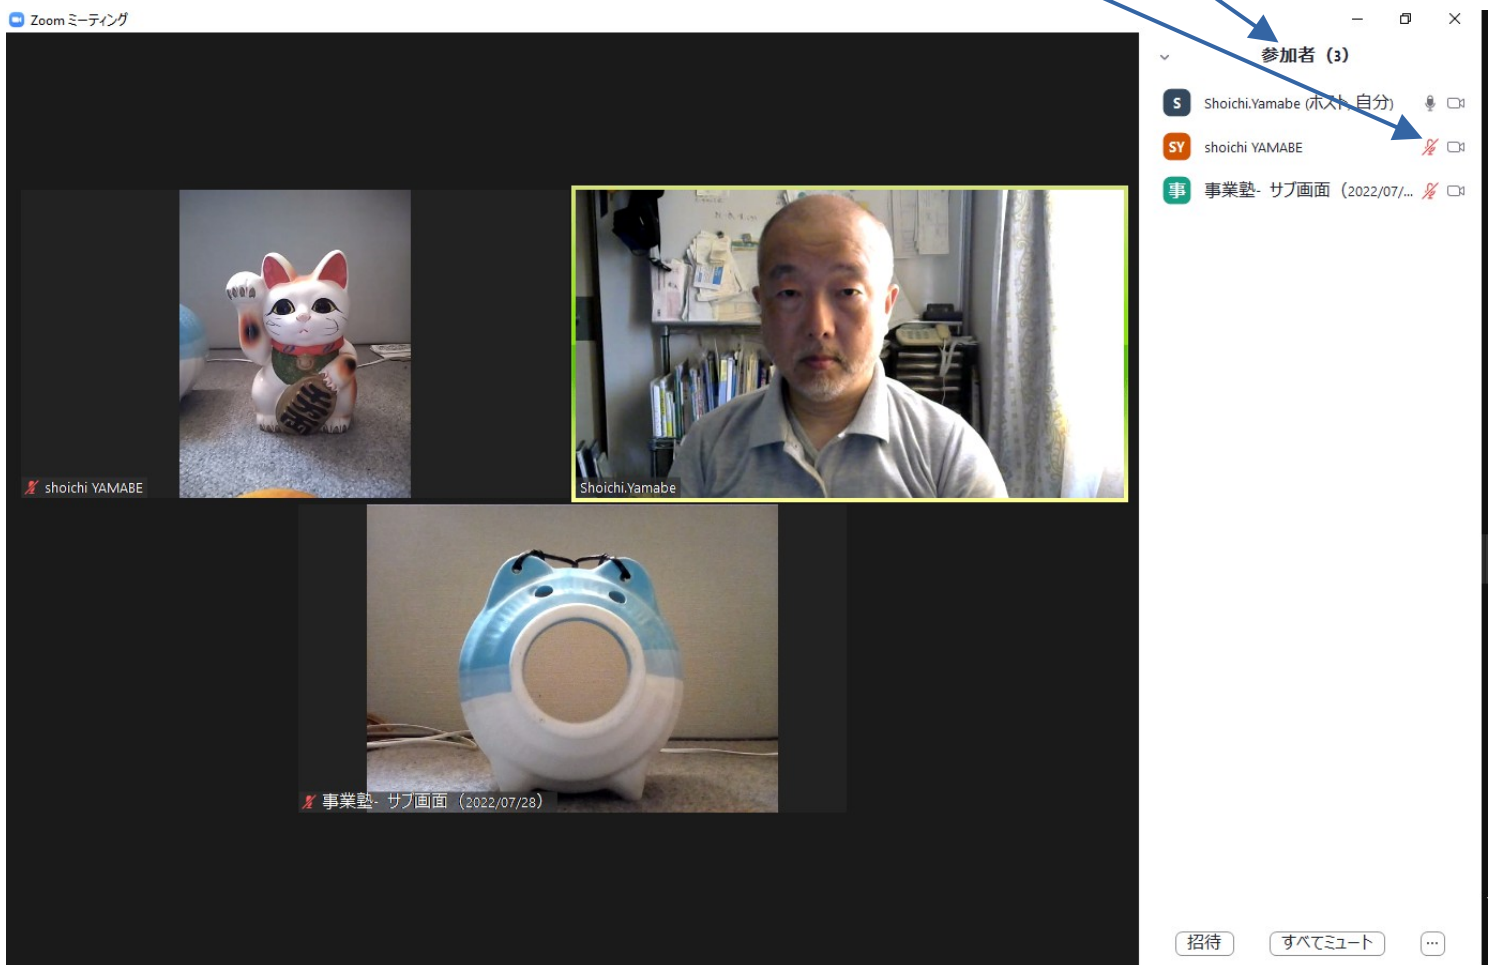 Zoom ミーティング
参加者 (3)
S Shoichi.Yamabe (ホスト, 自分)
SY shoichi YAMABE
事 事業塾- サブ画面 (2022/07/...
shoichi YAMABE
Shoichi.Yamabe
事業塾- サブ画面 (2022/07/28)
招待 すべてミュート ...